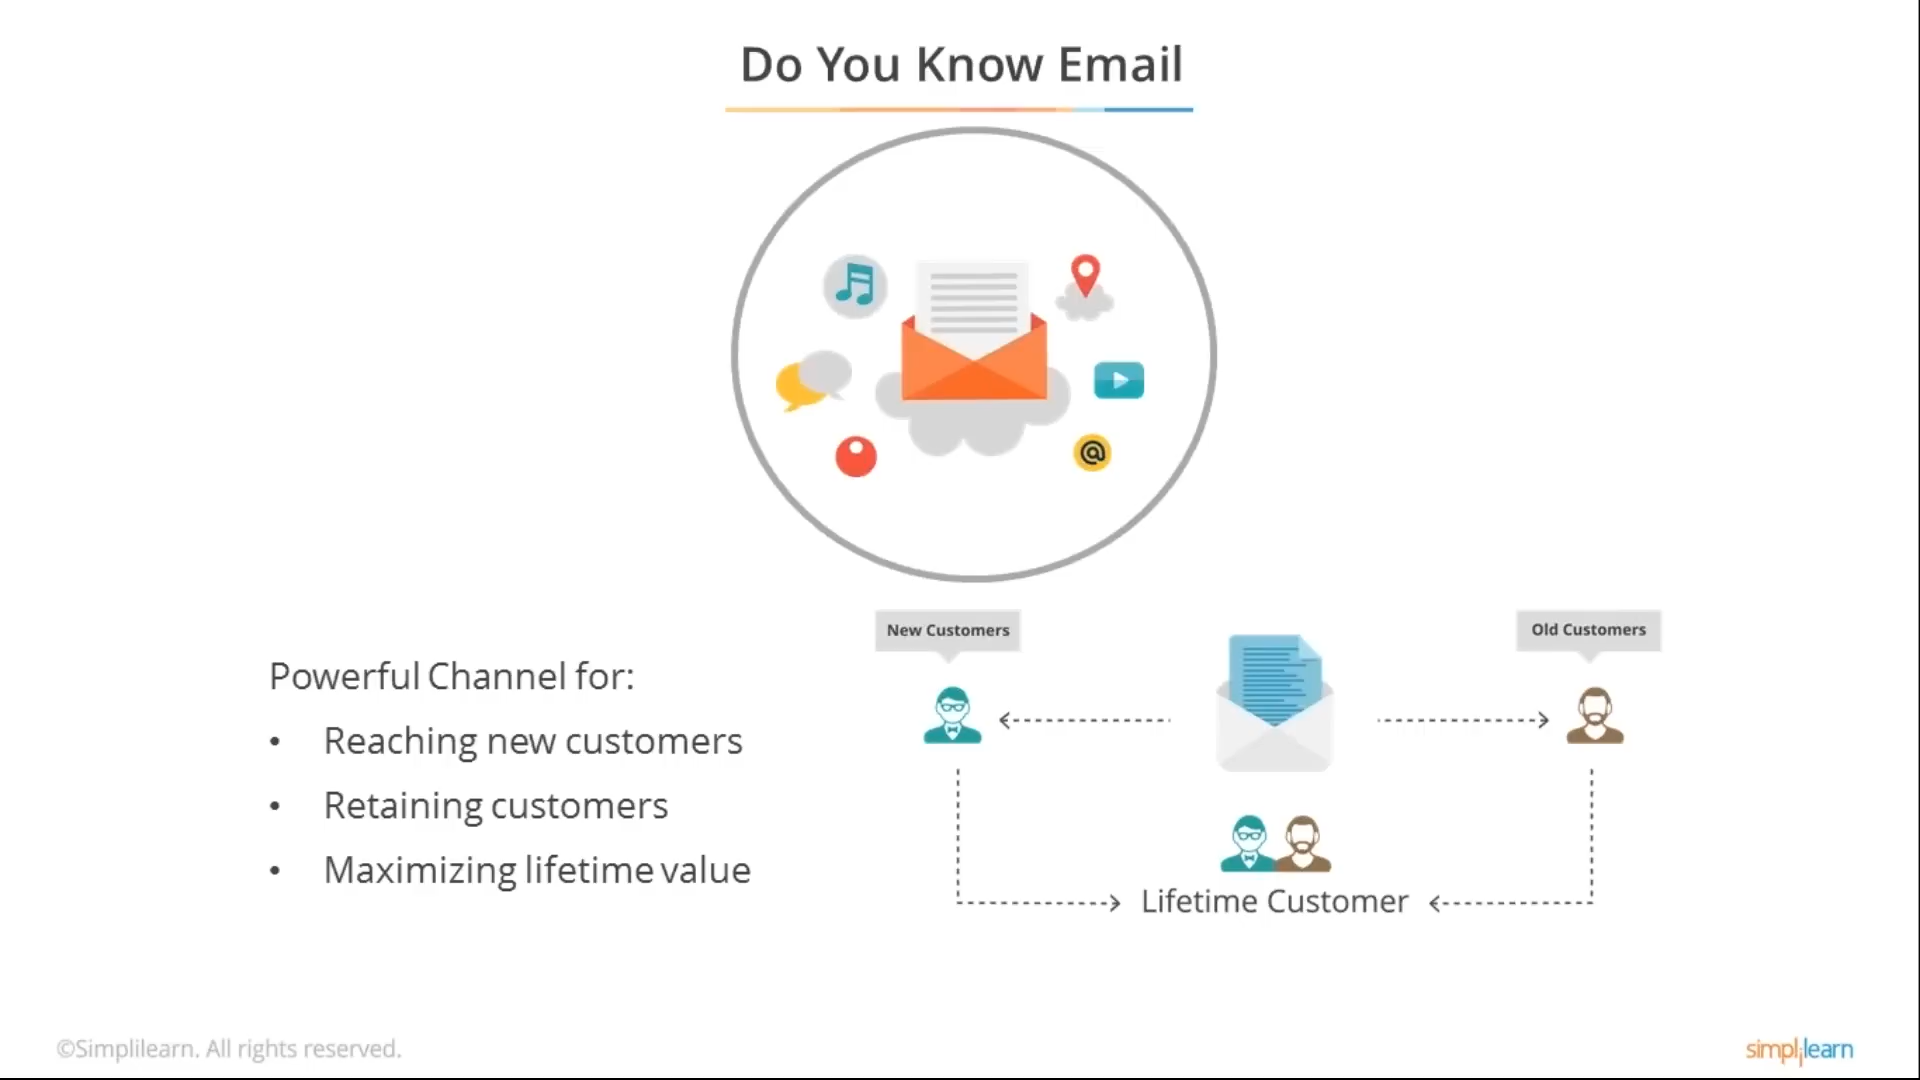 Do You Know Email
@
New Customers
Old Customers
Powerful Channel for:
• Reaching new customers
• Retaining customers
• Maximizing lifetime value
Lifetime Customer
©Simplilearn. All rights reserved.
simplilearn